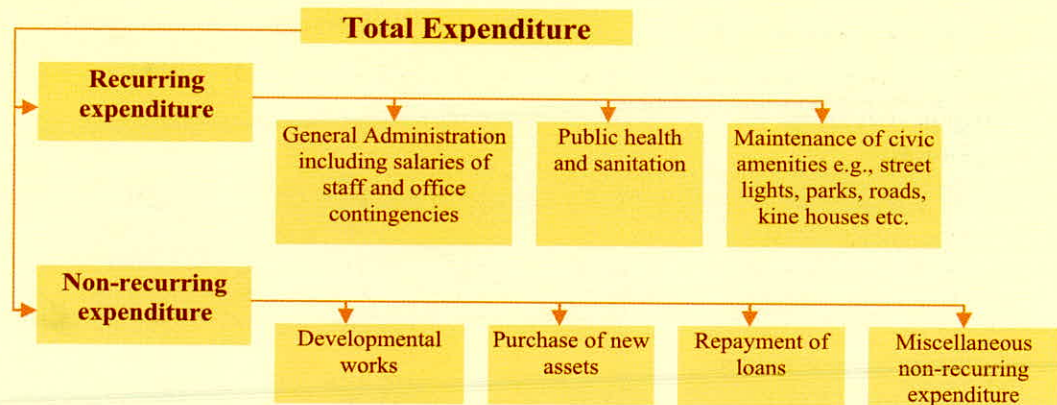 Total Expenditure
Recurring
expenditure
General Administration
including salaries of
staff and office
contingencies
Public health
and sanitation
Maintenance of civic
amenities e.g., street
lights, parks, roads,
kine houses etc.
Non-recurring
expenditure
Developmental
works
Purchase of new
assets
Repayment of
loans
Miscellaneous
non-recurring
expenditure